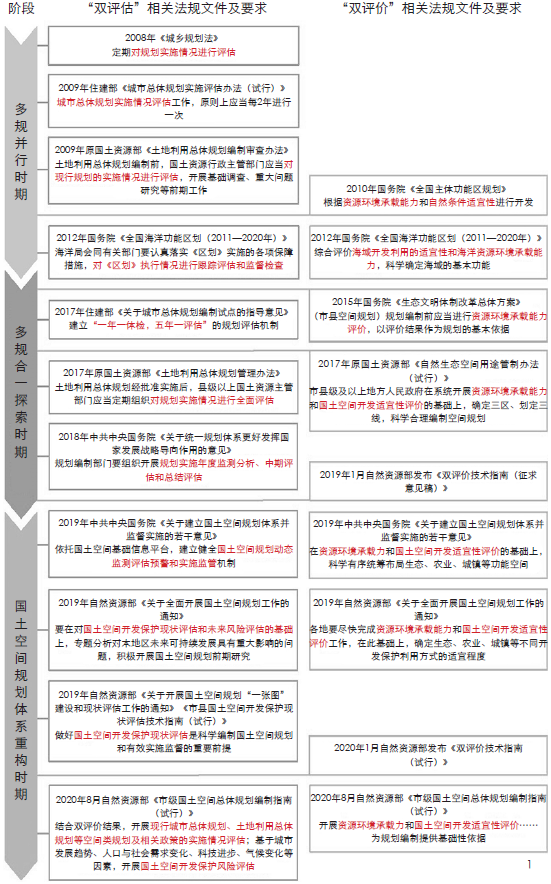 阶段
“双评估”相关法规文件及要求
“双评价”相关法规文件及要求
多规并行时期
2008年《城乡规划法》
定期对规划实施情况进行评估
2009年住建部《城市总体规划实施评估办法（试行）》
城市总体规划实施情况评估工作，原则上应当每2年进行
一次
2009年原国土资源部《土地利用总体规划编制审查办法》
土地利用总体规划编制前，国土资源行政主管部门应当对
现行规划的实施情况进行评估，开展基础调查、重大问题
研究等前期工作
2010年国务院《全国主体功能区规划》
根据资源环境承载能力和自然条件适宜性进行开发
2012年国务院《全国海洋功能区划（2011—2020年）》
海洋局会同有关部门要认真落实《区划》实施的各项保障
措施，对《区划》执行情况进行跟踪评估和监督检查
2012年国务院《全国海洋功能区划（2011—2020年）》
综合评价海域开发利用的适宜性和海洋资源环境承载能
力，科学确定海域的基本功能
多规合一探索时期
2017年住建部《关于城市总体规划编制试点的指导意见》
建立“一年一体检，五年一评估”的规划评估机制
2015年国务院《生态文明体制改革总体方案》
（市县空间规划）规划编制前应当进行资源环境承载能力
评价，以评价结果作为规划的基本依据
2017年原国土资源部《土地利用总体规划管理办法》
土地利用总体规划经批准实施后，县级以上国土资源主管
部门应当定期组织对规划实施情况进行全面评估
2017年原国土资源部《自然生态空间用途管制办法
（试行）》
市县级及以上地方人民政府在系统开展资源环境承载能力
和国土空间开发适宜性评价的基础上，确定三区、划定三
线，科学合理编制空间规划
2018年中共中央国务院《关于统一规划体系更好发挥国
家发展战略导向作用的意见》
规划编制部门要组织开展规划实施年度监测分析、中期评
估和总结评估
2019年1月自然资源部发布《双评价技术指南（征求
意见稿）》
国土空间规划体系重构时期
2019年中共中央国务院《关于建立国土空间规划体系并
监督实施的若干意见》
依托国土空间基础信息平台，建立健全国土空间规划动态
监测评估预警和实施监管机制
2019年中共中央国务院《关于建立国土空间规划体系并
监督实施的若干意见》
在资源环境承载力和国土空间开发适宜性评价的基础上，
科学有序统筹布局生态、农业、城镇等功能空间
2019年自然资源部《关于全面开展国土空间规划工作的
通知》
要在对国土空间开发保护现状评估和未来风险评估的基础
上，专题分析对本地区未来可持续发展具有重大影响的问
题，积极开展国土空间规划前期研究
2019年自然资源部《关于全面开展国土空间规划工作的
通知》
各地要尽快完成资源环境承载能力和国土空间开发适宜性
评价工作，在此基础上，确定生态、农业、城镇等不同开
发保护利用方式的适宜程度
2019年自然资源部《关于开展国土空间规划“一张图”
建设和现状评估工作的通知》《市县国土空间开发保护现
状评估技术指南（试行）》
做好国土空间开发保护现状评估是科学编制国土空间规划
和有效实施监督的重要前提
2020年1月自然资源部发布《双评价技术指南
（试行）》
2020年8月自然资源部《市级国土空间总体规划编制指南
（试行）》
结合双评价结果，开展现行城市总体规划、土地利用总体
规划等空间类规划及相关政策的实施情况评估；基于城市
发展趋势、人口与社会需求变化、科技进步、气候变化等
因素，开展国土空间开发保护风险评估
2020年8月自然资源部《市级国土空间总体规划编制指南
（试行）》
开展资源环境承载力和国土空间开发适宜性评价……
为规划编制提供基础性依据
1